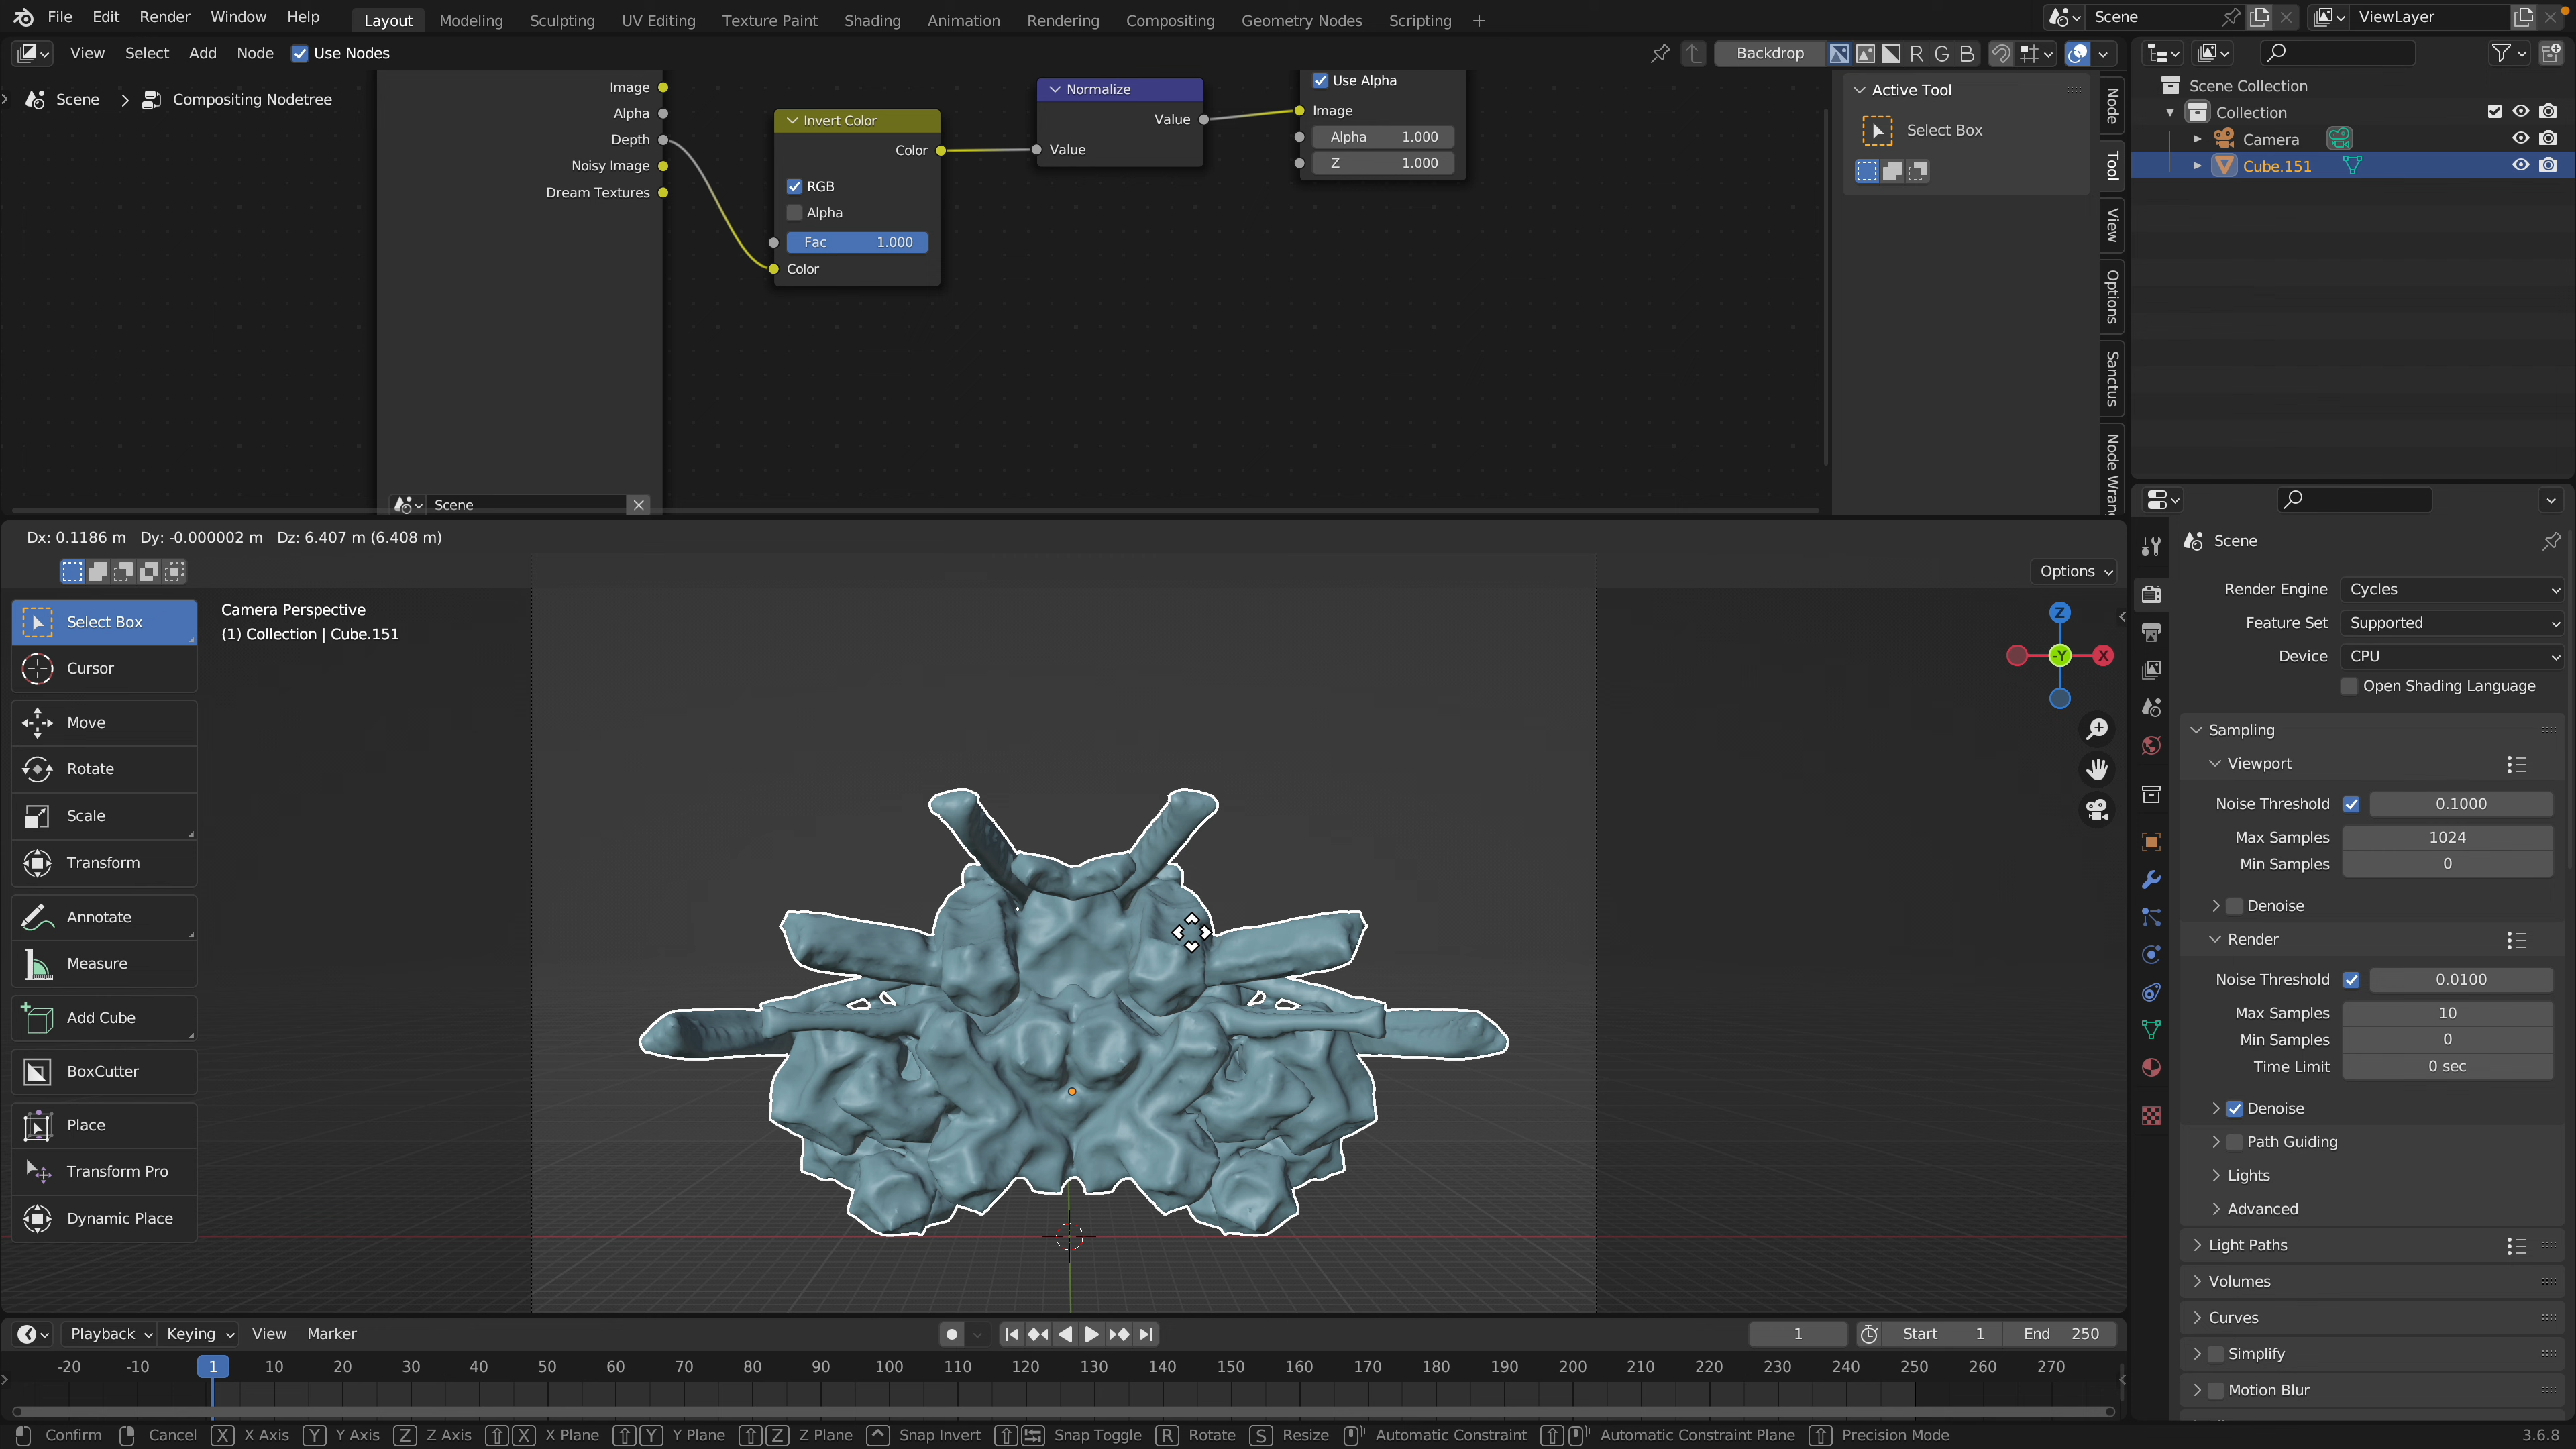 File Edit Render Window Help Layout Modeling Sculpting UV Editing Texture Paint Shading Animation Rendering Compositing Geometry Nodes Scripting + Scene ViewLayer
View Select Add Node Use Nodes Backdrop R G B
Scene > Compositing Nodetree
Image
Alpha
Depth
Noisy Image
Dream Textures
Scene
Invert Color
Color
RGB
Alpha
Fac 1.000
Color
Normalize
Value
Value
Use Alpha
Image
Alpha 1.000
Z 1.000
Active Tool
Select Box
Node
Tool
View
Options
Sanctus
Node Wrang
Scene Collection
Collection
Camera
Cube.151
Dx: 0.1186 m Dy: -0.000002 m Dz: 6.407 m (6.408 m)
Options
Camera Perspective
(1) Collection | Cube.151
Select Box
Cursor
Move
Rotate
Scale
Transform
Annotate
Measure
Add Cube
BoxCutter
Place
Transform Pro
Dynamic Place
Z
-Y
X
Scene
Render Engine Cycles
Feature Set Supported
Device CPU
Open Shading Language
Sampling
Viewport
Noise Threshold 0.1000
Max Samples 1024
Min Samples 0
Denoise
Render
Noise Threshold 0.0100
Max Samples 10
Min Samples 0
Time Limit 0 sec
Denoise
Path Guiding
Lights
Advanced
Light Paths
Volumes
Curves
Simplify
Motion Blur
Playback Keying View Marker 1 Start 1 End 250
-20 -10 1 10 20 30 40 50 60 70 80 90 100 110 120 130 140 150 160 170 180 190 200 210 220 230 240 250 260 270
Confirm Cancel X X Axis Y Y Axis Z Z Axis X X Plane Y Y Plane Z Z Plane Snap Invert Snap Toggle R Rotate S Resize Automatic Constraint Automatic Constraint Plane Precision Mode 3.6.8